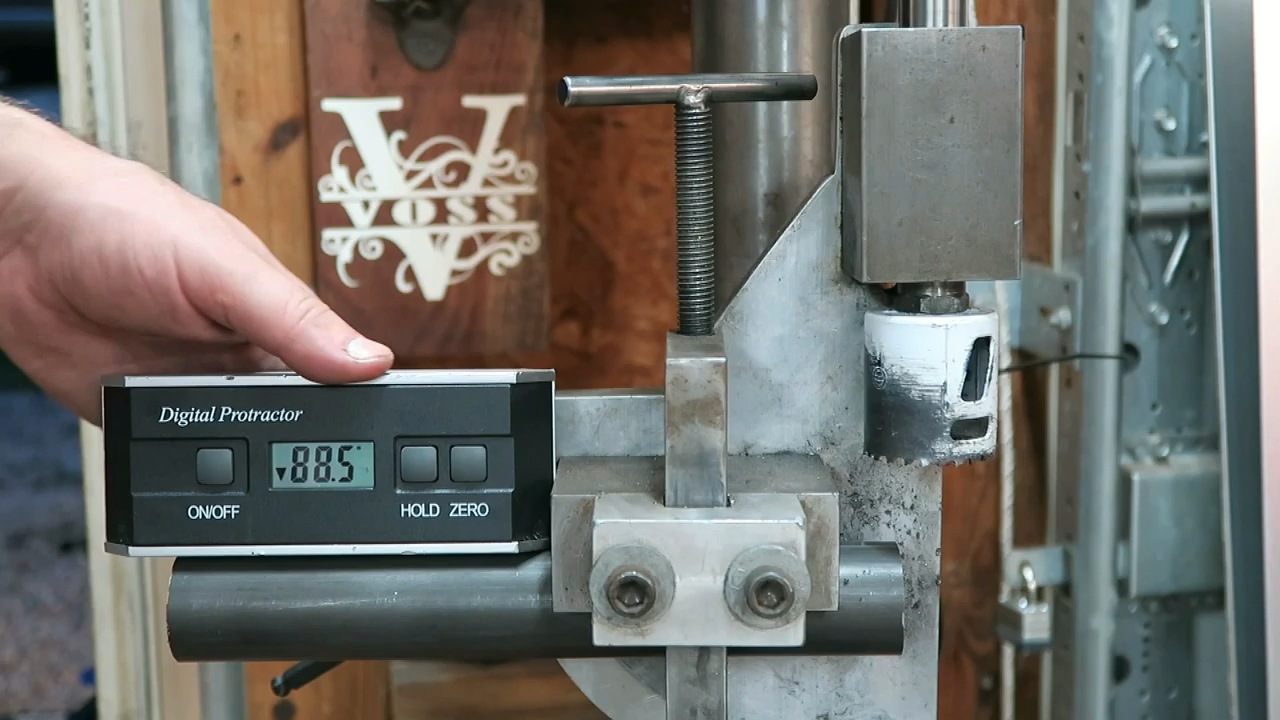 V
VOSS
Digital Protractor
▾88.5°
ON/OFF
HOLD ZERO